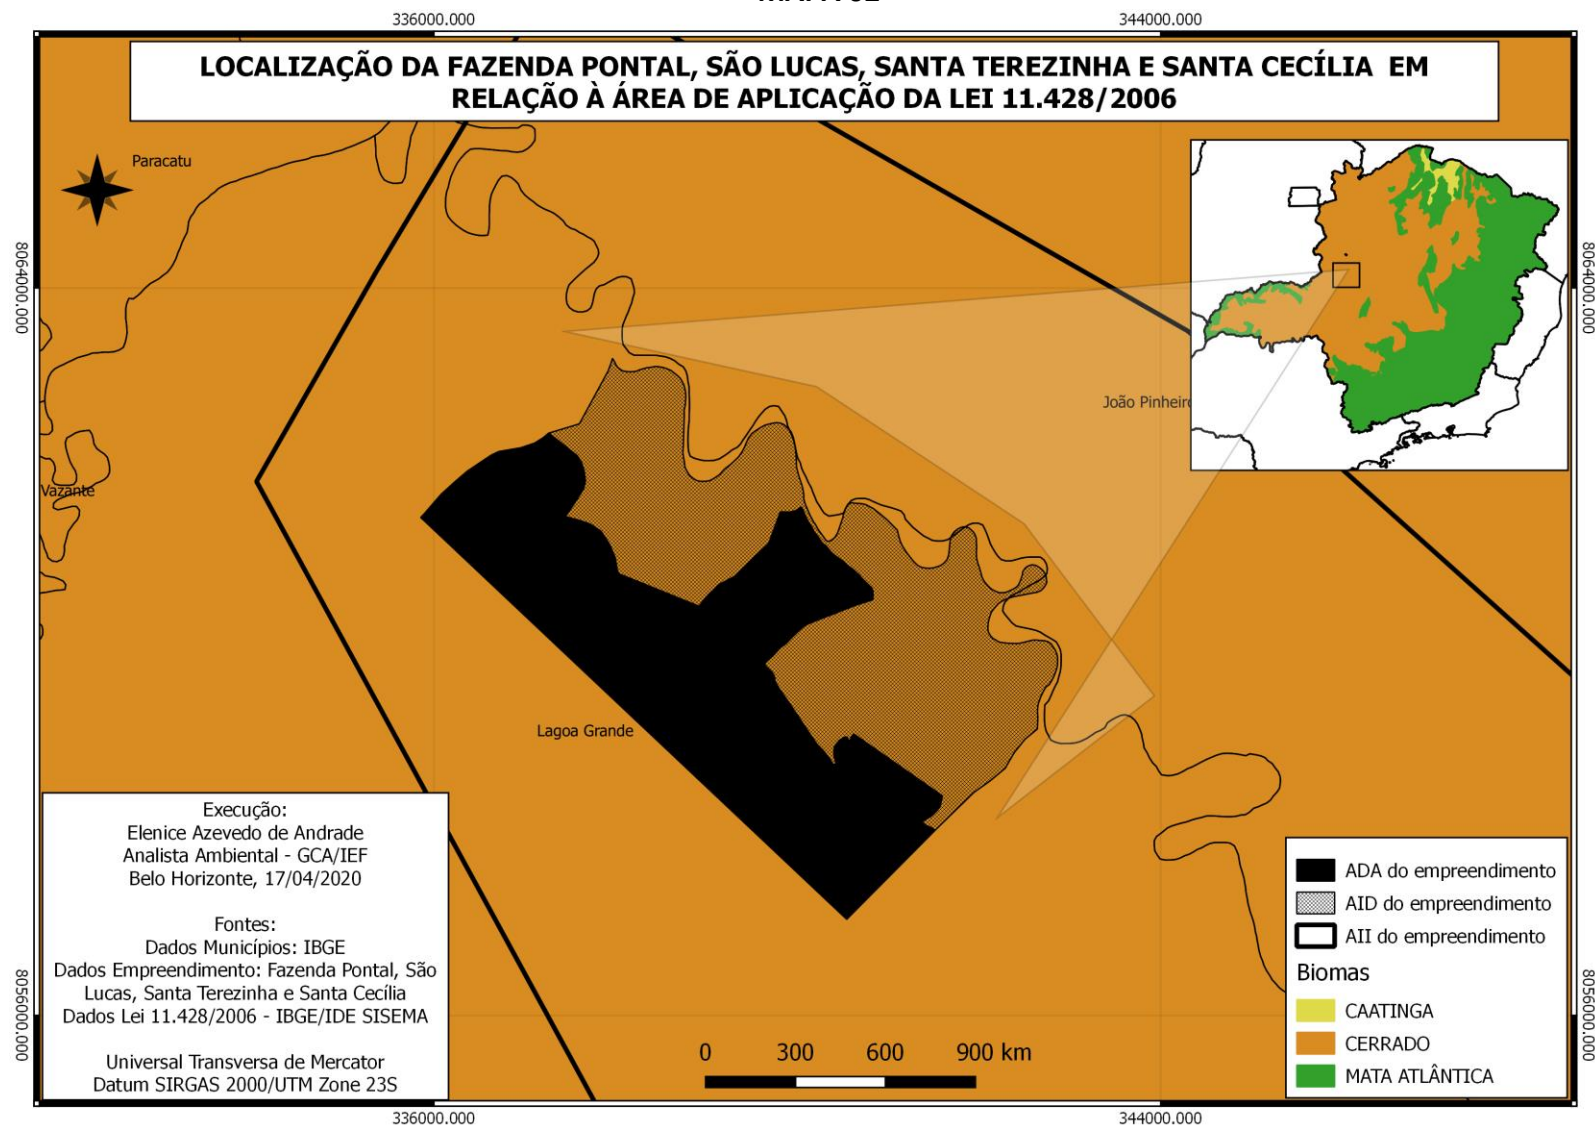 336000.000
344000.000
LOCALIZAÇÃO DA FAZENDA PONTAL, SÃO LUCAS, SANTA TEREZINHA E SANTA CECÍLIA EM
RELAÇÃO À ÁREA DE APLICAÇÃO DA LEI 11.428/2006
Paracatu
8064000.000
8064000.000
João Pinheiro
Vazante
Lagoa Grande
Execução:
Elenice Azevedo de Andrade
Analista Ambiental - GCA/IEF
Belo Horizonte, 17/04/2020
Fontes:
Dados Municípios: IBGE
Dados Empreendimento: Fazenda Pontal, São
Lucas, Santa Terezinha e Santa Cecília
Dados Lei 11.428/2006 - IBGE/IDE SISEMA
Universal Transversa de Mercator
Datum SIRGAS 2000/UTM Zone 23S
0 300 600 900 km
ADA do empreendimento
AID do empreendimento
AII do empreendimento
Biomas
CAATINGA
CERRADO
MATA ATLÂNTICA
8056000.000
8056000.000
336000.000
344000.000